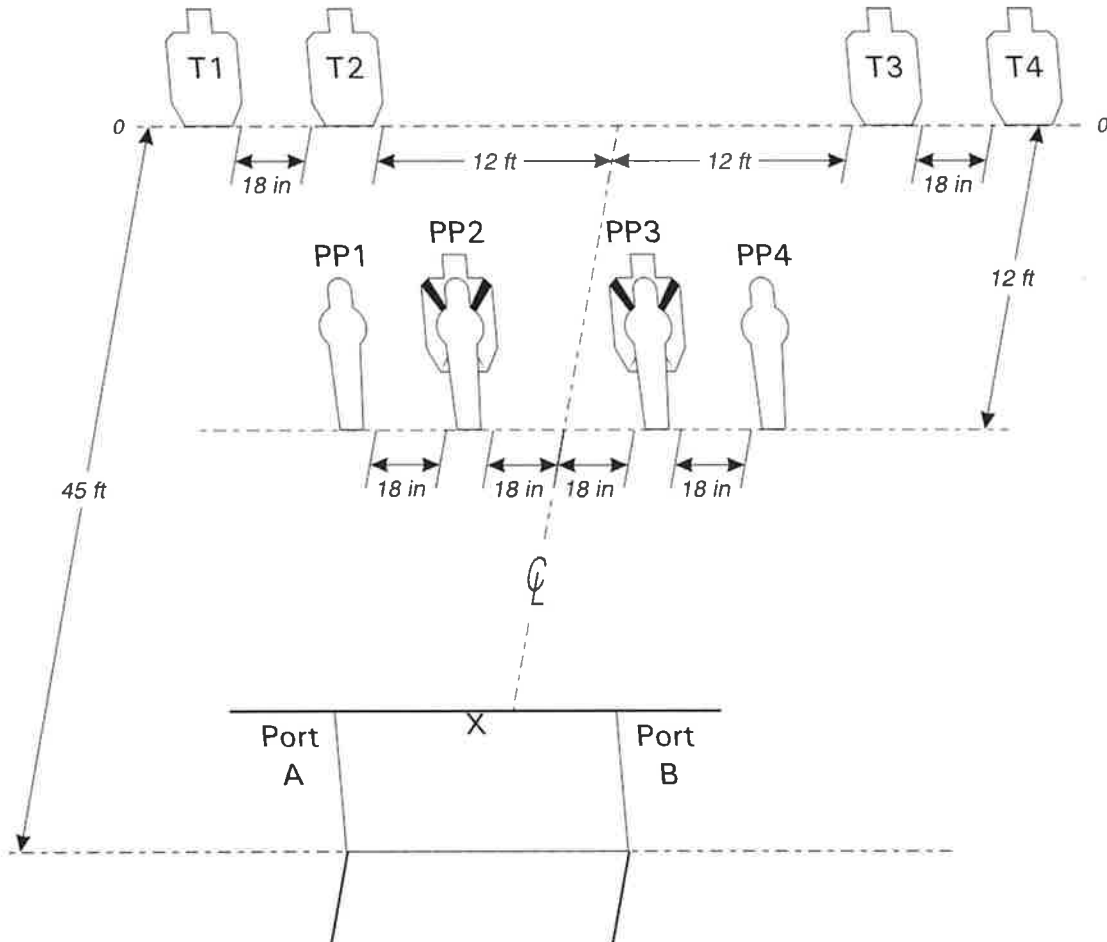 T1 T2 T3 T4
0 0
18 in 12 ft 12 ft 18 in
PP1 PP2 PP3 PP4
12 ft
45 ft
18 in 18 in 18 in 18 in
℄
X
Port A
Port B